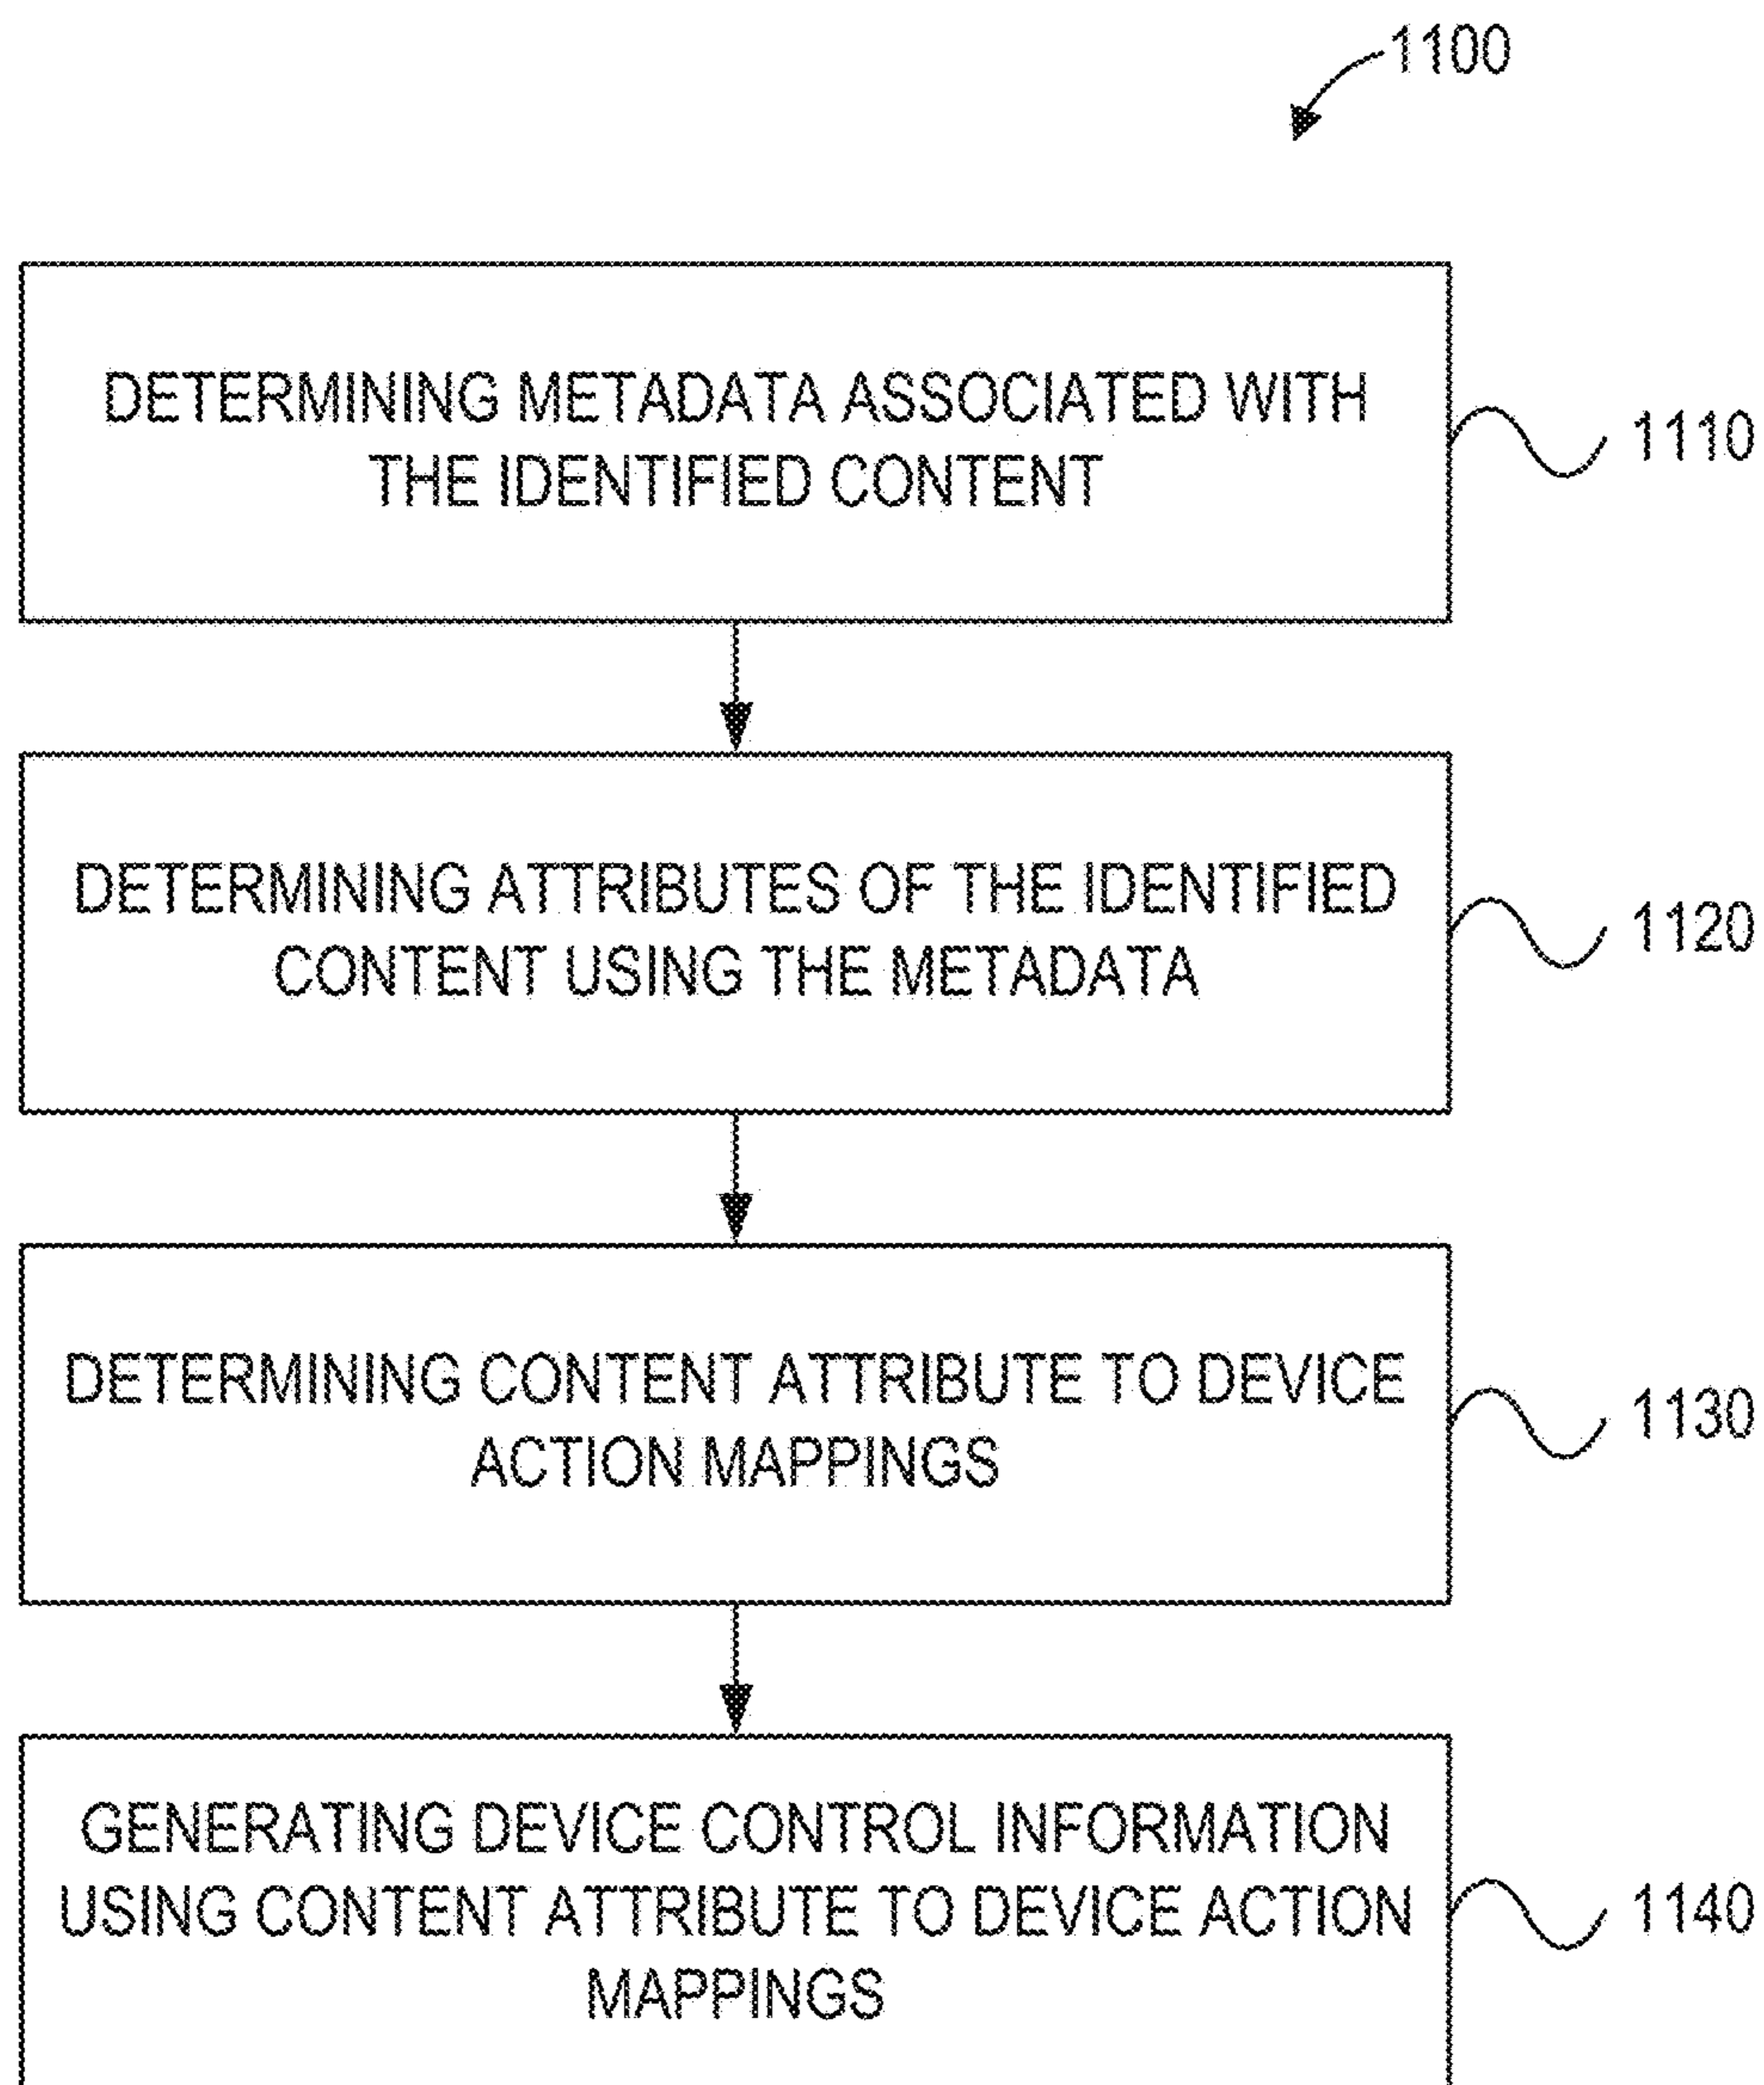 1100
DETERMINING METADATA ASSOCIATED WITH
THE IDENTIFIED CONTENT
1110
DETERMINING ATTRIBUTES OF THE IDENTIFIED
CONTENT USING THE METADATA
1120
DETERMINING CONTENT ATTRIBUTE TO DEVICE
ACTION MAPPINGS
1130
GENERATING DEVICE CONTROL INFORMATION
USING CONTENT ATTRIBUTE TO DEVICE ACTION
MAPPINGS
1140